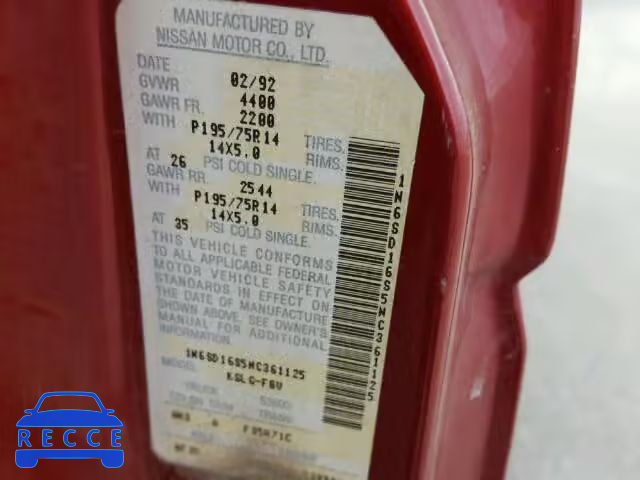 MANUFACTURED BY
NISSAN MOTOR CO., LTD.
DATE 02/92
GVWR 4400
GAWR FR. 2200
WITH P195/75R14 TIRES.
14X5.0 RIMS.
AT 26 PSI COLD SINGLE.
GAWR RR. 2544
WITH P195/75R14 TIRES.
14X5.0 RIMS.
AT 35 PSI COLD SINGLE.
THIS VEHICLE CONFORMS
TO ALL APPLICABLE FEDERAL
MOTOR VEHICLE SAFETY
STANDARDS IN EFFECT ON
THE DATE OF MANUFACTURE
SHOWN ABOVE. SEE OWNER'S
MANUAL FOR ADDITIONAL
INFORMATION.
1N6SD16S5NC361125
MODEL
TRUCK
1N6SD16S5NC361125
RECCE